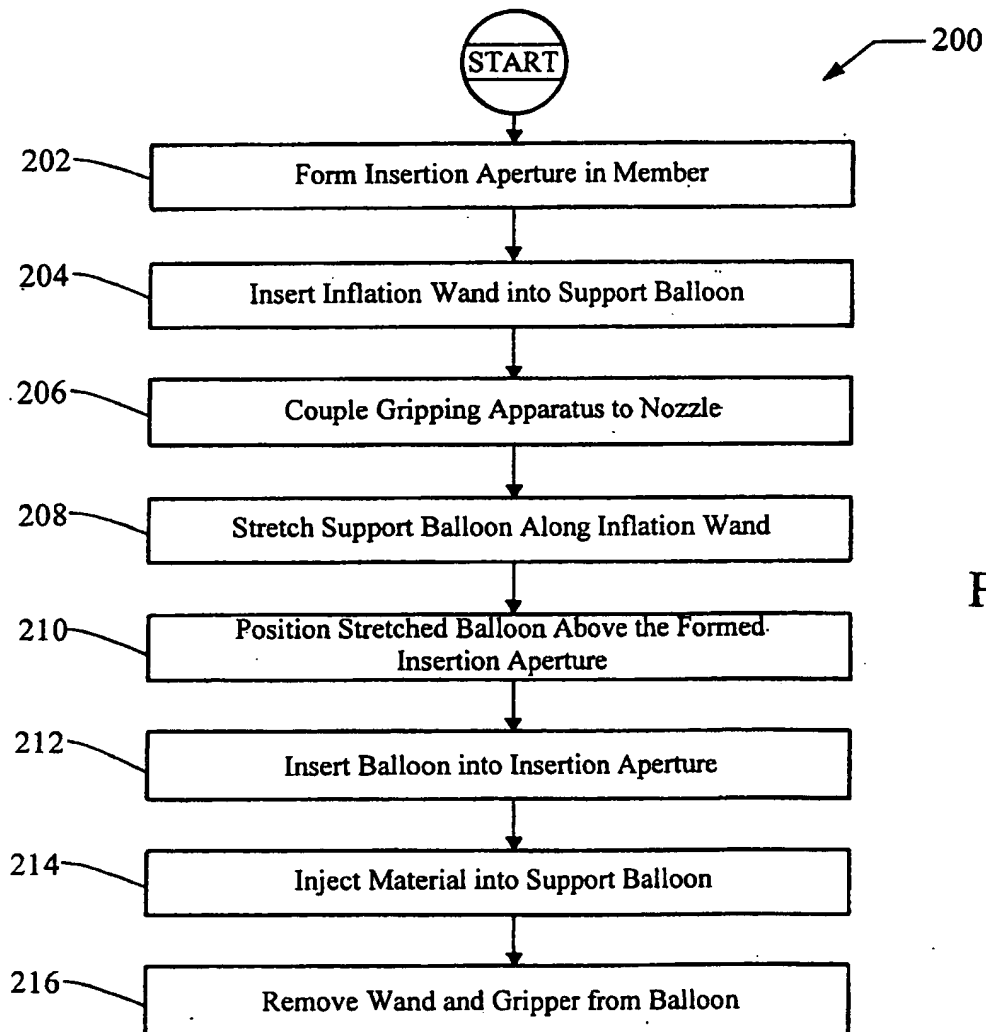 START
200
202
Form Insertion Aperture in Member
204
Insert Inflation Wand into Support Balloon
206
Couple Gripping Apparatus to Nozzle
208
Stretch Support Balloon Along Inflation Wand
210
Position Stretched Balloon Above the Formed
Insertion Aperture
212
Insert Balloon into Insertion Aperture
214
Inject Material into Support Balloon
216
Remove Wand and Gripper from Balloon